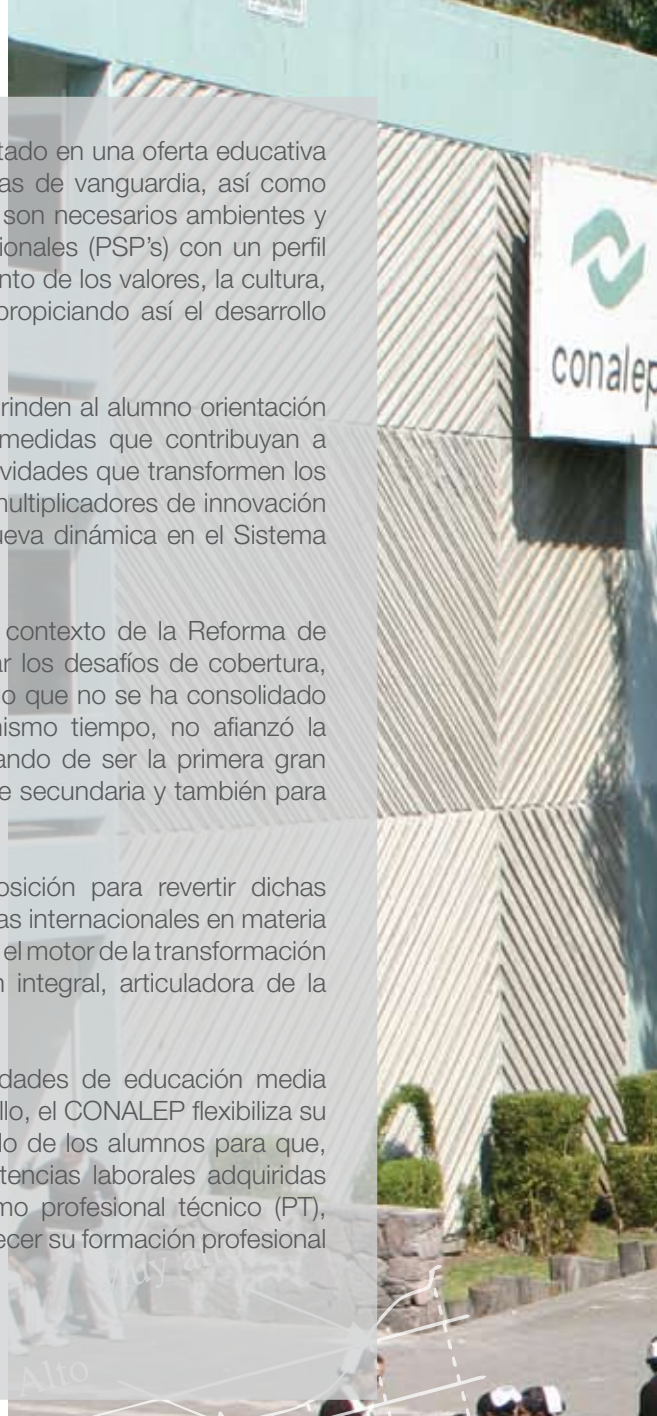 tado en una oferta educativa
as de vanguardia, así como
son necesarios ambientes y
ionales (PSP's) con un perfil
nto de los valores, la cultura,
propiciando así el desarrollo
rinden al alumno orientación
medidas que contribuyan a
vidades que transformen los
multiplicadores de innovación
ueva dinámica en el Sistema
contexto de la Reforma de
ar los desafíos de cobertura,
o que no se ha consolidado
nismo tiempo, no afianzó la
ando de ser la primera gran
e secundaria y también para
osición para revertir dichas
as internacionales en materia
el motor de la transformación
n integral, articuladora de la
dades de educación media
llo, el CONALEP flexibiliza su
do de los alumnos para que,
tencias laborales adquiridas
mo profesional técnico (PT),
ecer su formación profesional
conalep
Muy alto
Alto